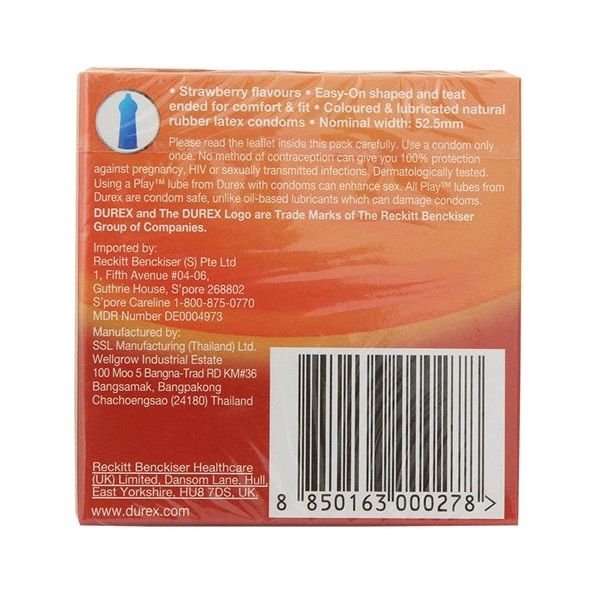 • Strawberry flavours • Easy-On shaped and teat
ended for comfort & fit • Coloured & lubricated natural
rubber latex condoms • Nominal width: 52.5mm
Please read the leaflet inside this pack carefully. Use a condom only
once. No method of contraception can give you 100% protection
against pregnancy, HIV or sexually transmitted infections. Dermatologically tested.
Using a Play™ lube from Durex with condoms can enhance sex. All Play™ lubes from
Durex are condom safe, unlike oil-based lubricants which can damage condoms.
DUREX and The DUREX Logo are Trade Marks of The Reckitt Benckiser
Group of Companies.
Imported by:
Reckitt Benckiser (S) Pte Ltd
1, Fifth Avenue #04-06,
Guthrie House, S'pore 268802
S'pore Careline 1-800-875-0770
MDR Number DE0004973
Manufactured by:
SSL Manufacturing (Thailand) Ltd.
Wellgrow Industrial Estate
100 Moo 5 Bangna-Trad RD KM#36
Bangsamak, Bangpakong
Chachoengsao (24180) Thailand
Reckitt Benckiser Healthcare
(UK) Limited, Dansom Lane, Hull,
East Yorkshire, HU8 7DS, UK.
www.durex.com
8 850163 000278 >